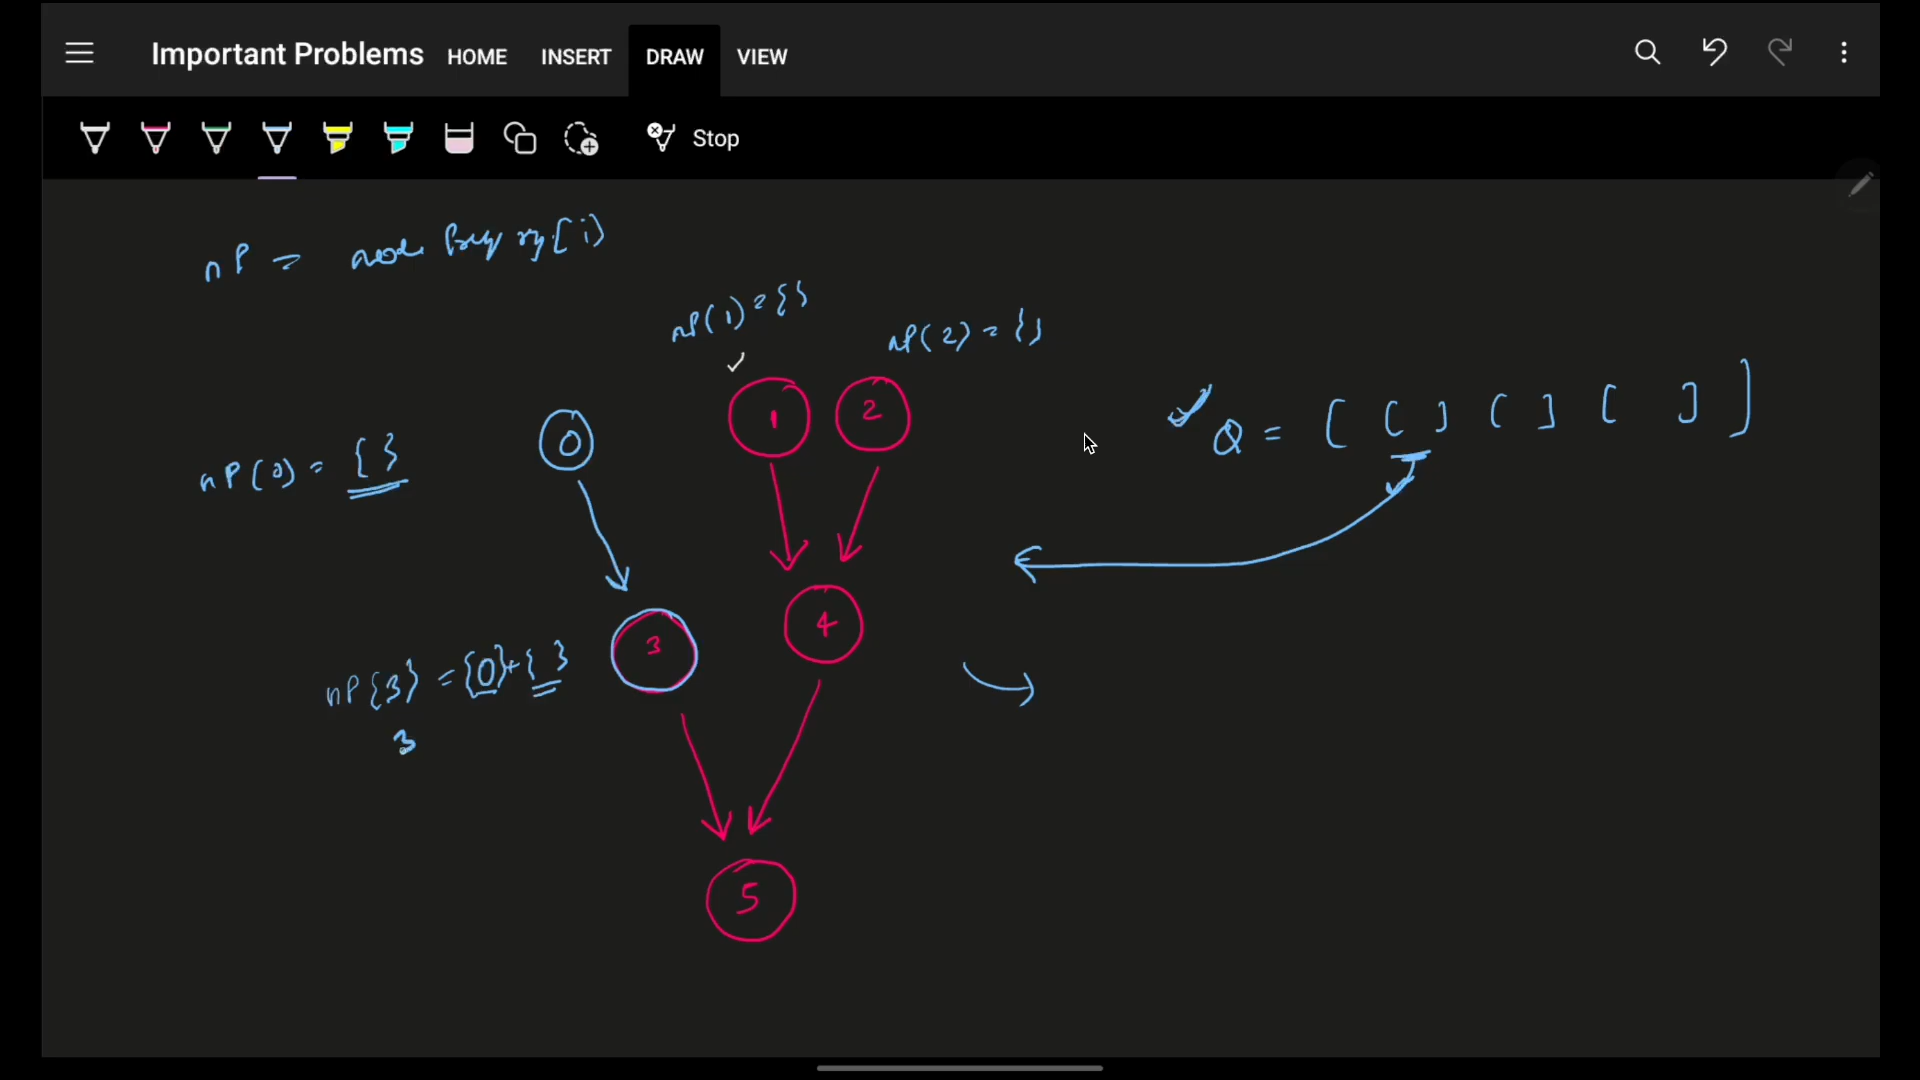 Important Problems HOME INSERT DRAW VIEW
Stop
nP = node [i]
nP(1) = { }
nP(2) = { }
0
1
2
Q = [ [ ] [ ] [ ] ]
nP(0) = { }
3
4
nP{3} = {0} + { }
3
5